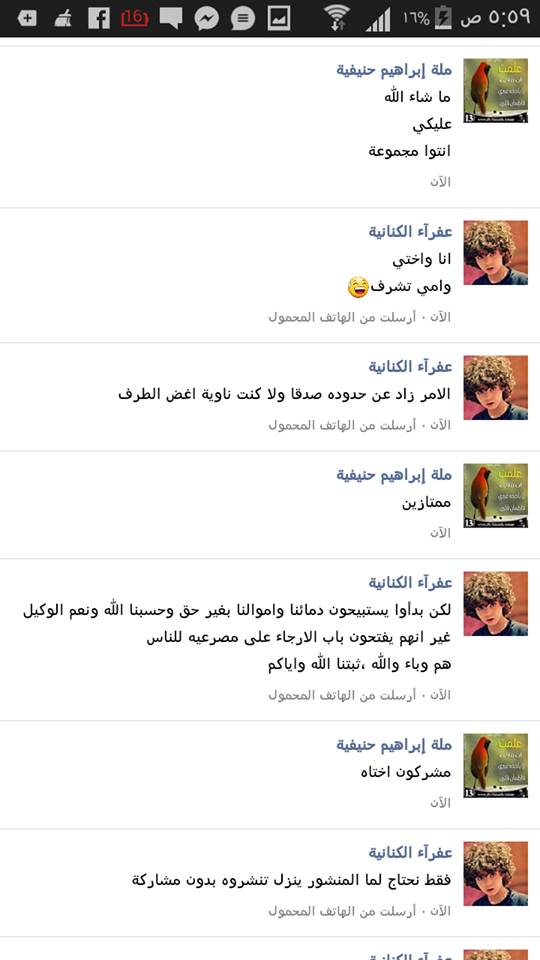 ٥:٥٩ ص ١٦%
16
ملة إبراهيم حنيفية
ما شاء الله
عليكي
انتوا مجموعة
الآن
عفرآء الكنانية
انا واختي
وامي تشرف😂
الآن · أرسلت من الهاتف المحمول
عفرآء الكنانية
الامر زاد عن حدوده صدقا ولا كنت ناوية اغض الطرف
الآن · أرسلت من الهاتف المحمول
ملة إبراهيم حنيفية
ممتازين
الآن
عفرآء الكنانية
لكن بدأوا يستبيحون دمائنا واموالنا بغير حق وحسبنا الله ونعم الوكيل
غير انهم يفتحون باب الارجاء على مصرعيه للناس
هم وباء والله ،ثبتنا الله واياكم
الآن · أرسلت من الهاتف المحمول
ملة إبراهيم حنيفية
مشركون اختاه
الآن
عفرآء الكنانية
فقط نحتاج لما المنشور ينزل تنشروه بدون مشاركة
الآن · أرسلت من الهاتف المحمول
عفرآء الكنانية